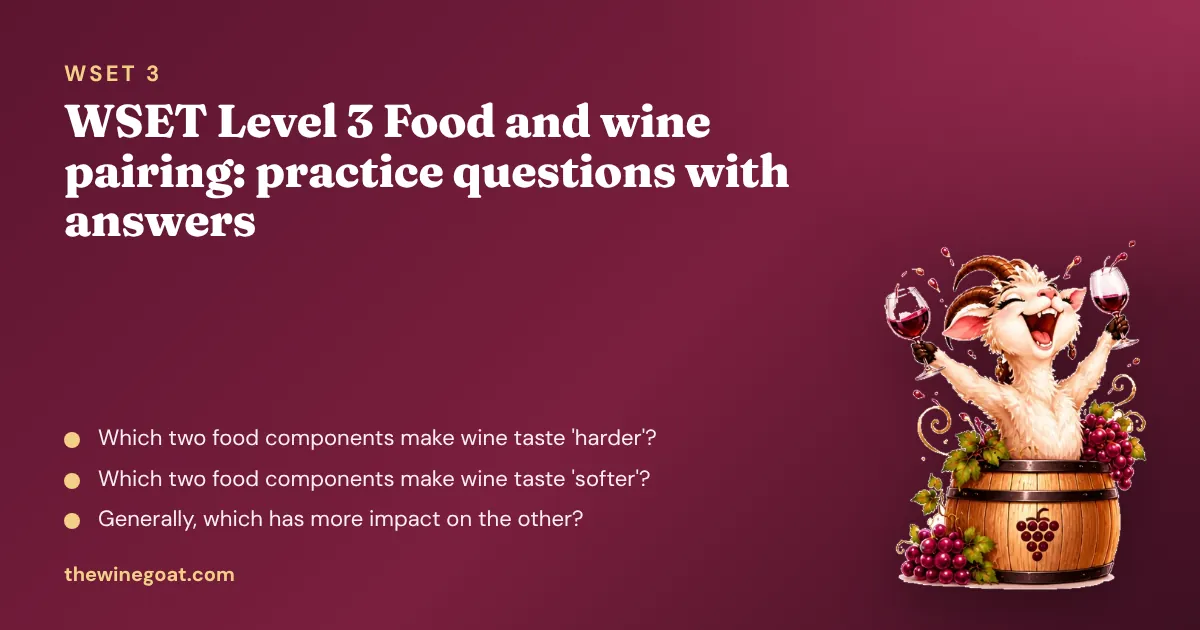 WSET 3
WSET Level 3 Food and wine
pairing: practice questions with
answers
Which two food components make wine taste 'harder'?
Which two food components make wine taste 'softer'?
Generally, which has more impact on the other?
thewinegoat.com